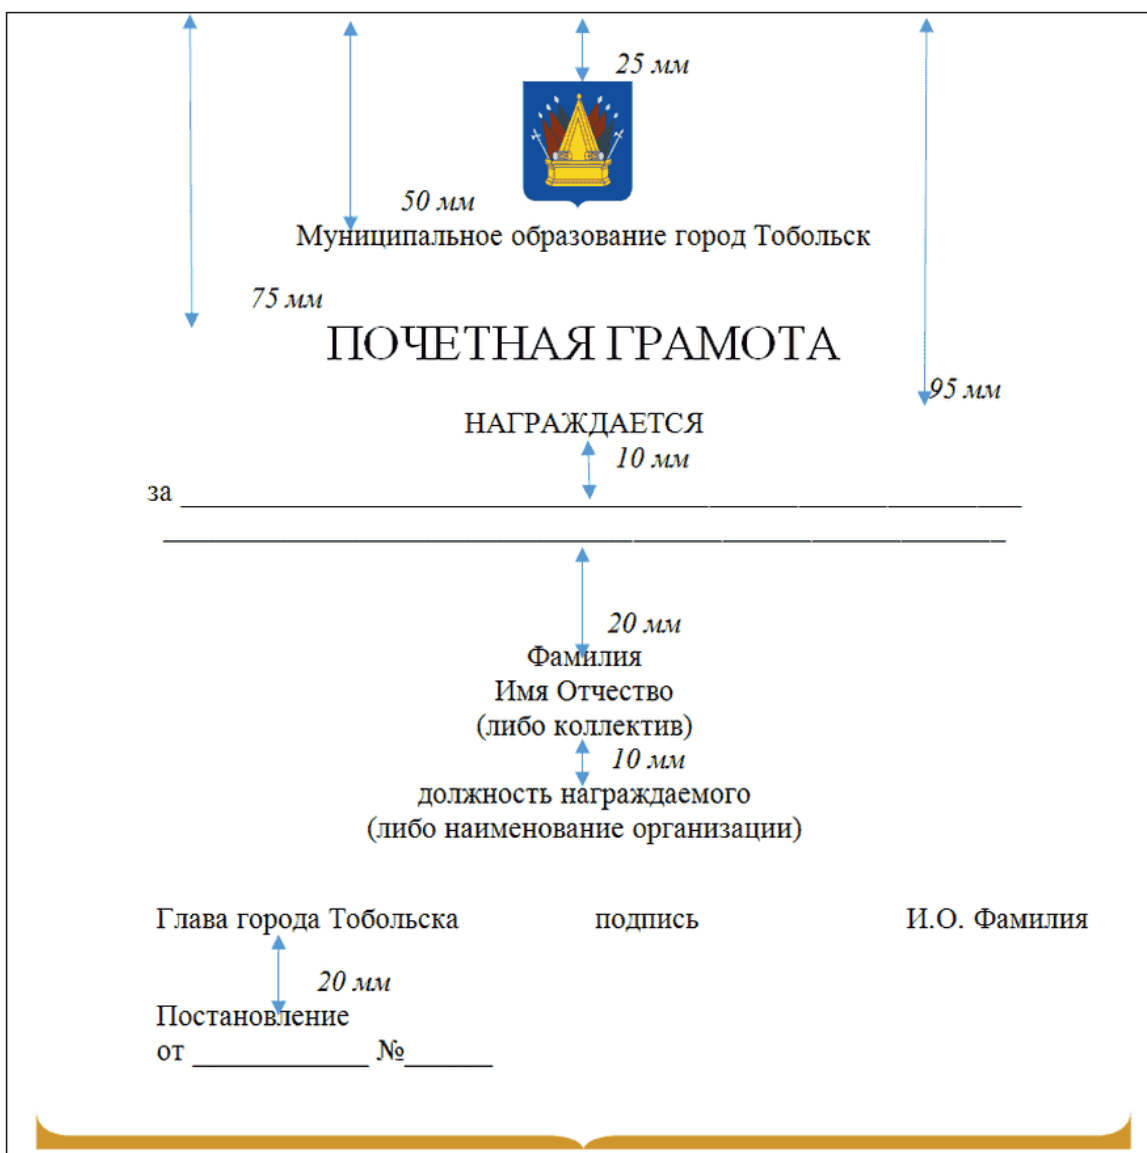 25 мм
50 мм
Муниципальное образование город Тобольск
75 мм
ПОЧЕТНАЯ ГРАМОТА
95 мм
НАГРАЖДАЕТСЯ
10 мм
за ____________________________________________________________
____________________________________________________________
20 мм
Фамилия
Имя Отчество
(либо коллектив)
10 мм
должность награждаемого
(либо наименование организации)
Глава города Тобольска подпись И.О. Фамилия
20 мм
Постановление
от ____________ №______